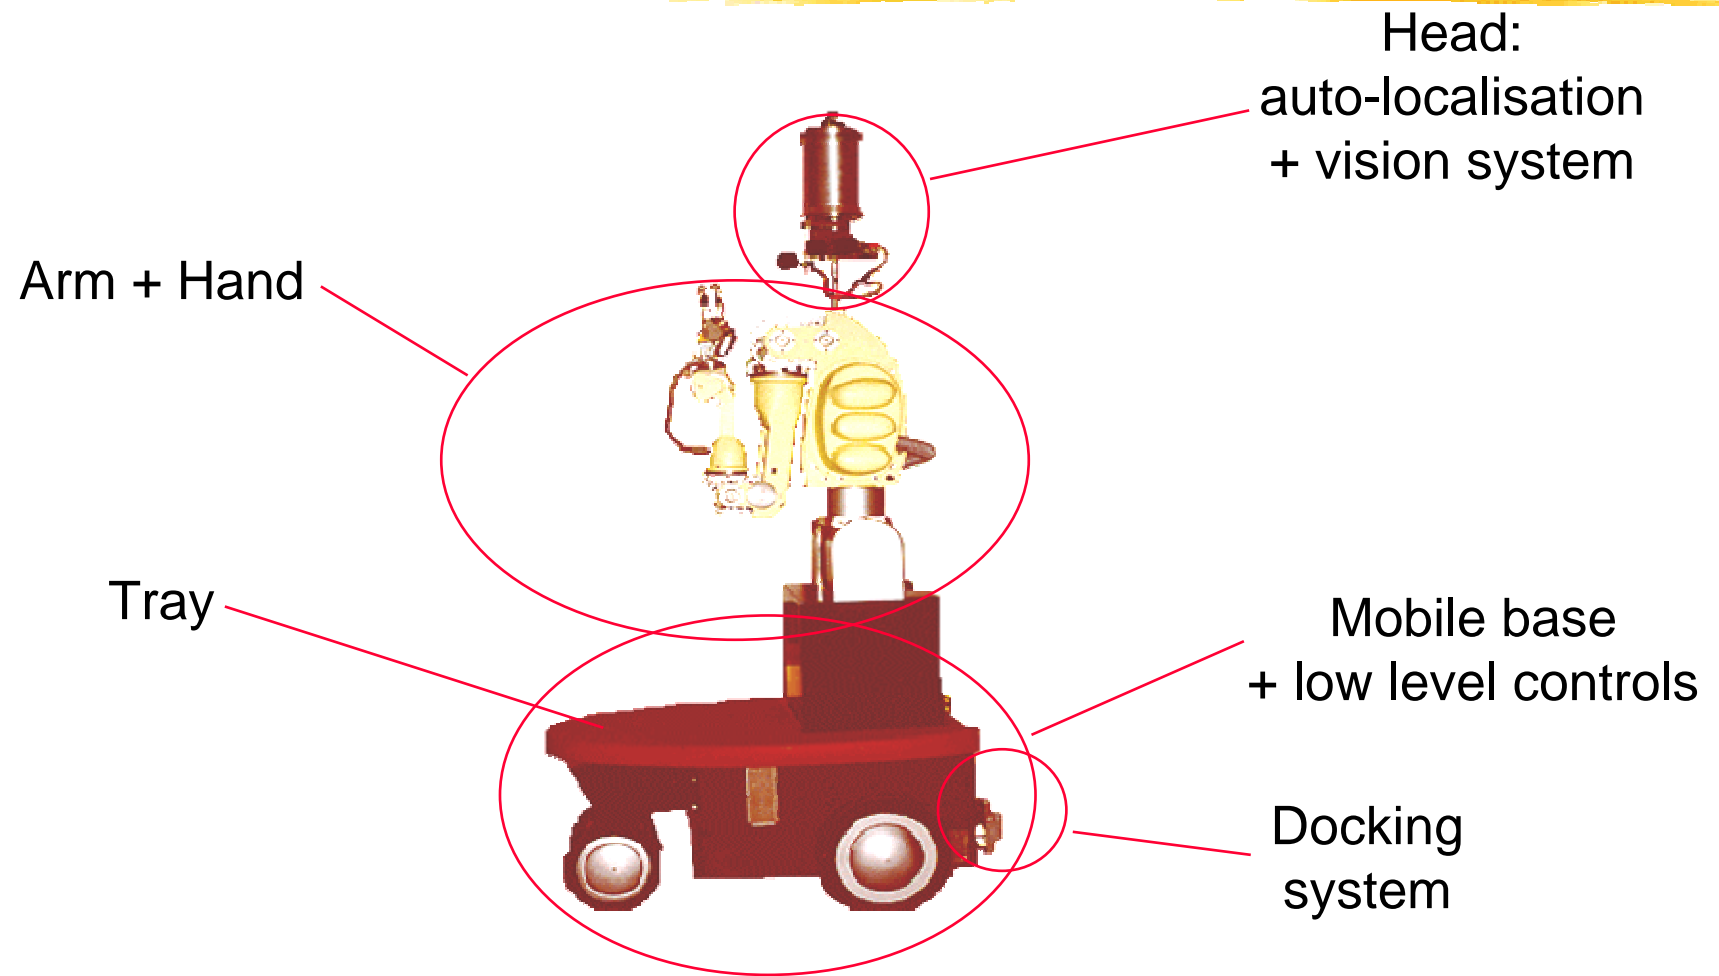 Head:
auto-localisation
+ vision system
Arm + Hand
Tray
Mobile base
+ low level controls
Docking
system